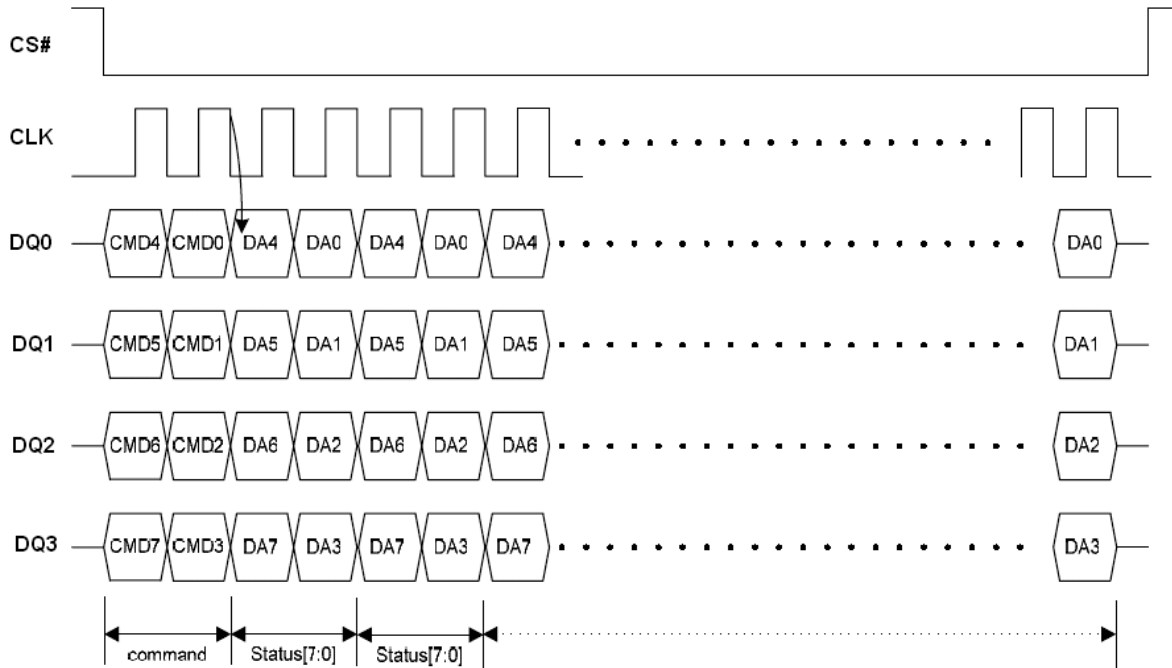 CS#
CLK
DQ0 CMD4 CMD0 DA4 DA0 DA4 DA0 DA4 DA0
DQ1 CMD5 CMD1 DA5 DA1 DA5 DA1 DA5 DA1
DQ2 CMD6 CMD2 DA6 DA2 DA6 DA2 DA6 DA2
DQ3 CMD7 CMD3 DA7 DA3 DA7 DA3 DA7 DA3
command Status[7:0] Status[7:0]